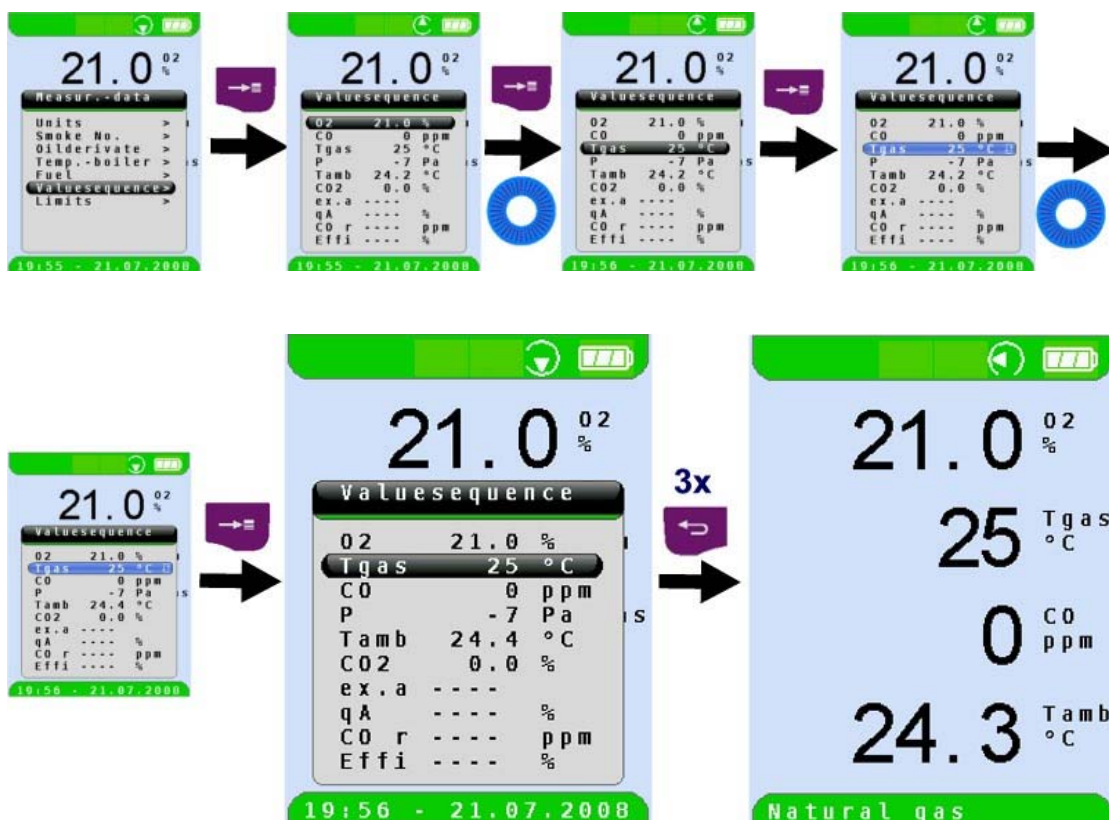 21.0 O2
%
Measur.-data
Units >
Smoke No. >
Oilderivate >
Temp.-boiler >
Fuel >
Valuesequence>
Limits >
19:55 - 21.07.2008
21.0 O2
%
Valuesequence
O2 21.0 %
CO 0 ppm
Tgas 25 °C
P -7 Pa
Tamb 24.2 °C
CO2 0.0 %
ex.a ----
qA ---- %
CO r ---- ppm
Effi ---- %
19:55 - 21.07.2008
21.0 O2
%
Valuesequence
O2 21.0 %
CO 0 ppm
Tgas 25 °C
P -7 Pa
Tamb 24.2 °C
CO2 0.0 %
ex.a ----
qA ---- %
CO r ---- ppm
Effi ---- %
19:56 - 21.07.2008
21.0 O2
%
Valuesequence
O2 21.0 %
CO 0 ppm
Tgas 25 °C
P -7 Pa
Tamb 24.2 °C
CO2 0.0 %
ex.a ----
qA ---- %
CO r ---- ppm
Effi ---- %
19:56 - 21.07.2008
21.0 O2
%
Valuesequence
O2 21.0 %
Tgas 25 °C
CO 0 ppm
P -7 Pa
Tamb 24.4 °C
CO2 0.0 %
ex.a ----
qA ---- %
CO r ---- ppm
Effi ---- %
19:56 - 21.07.2008
21.0 O2
%
Valuesequence
O2 21.0 %
Tgas 25 °C
CO 0 ppm
P -7 Pa
Tamb 24.4 °C
CO2 0.0 %
ex.a ----
qA ---- %
CO r ---- ppm
Effi ---- %
19:56 - 21.07.2008
3x
21.0 O2
%
25 Tgas
°C
0 CO
ppm
24.3 Tamb
°C
Natural gas